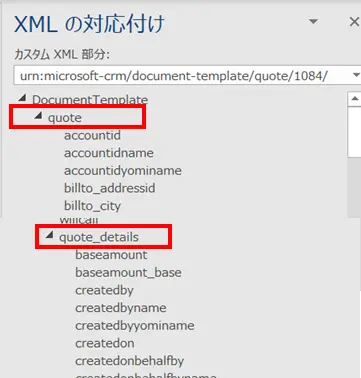 XML の対応付け
カスタム XML 部分:
urn:microsoft-crm/document-template/quote/1084/
DocumentTemplate
quote
accountid
accountidname
accountidyominame
billto_addressid
billto_city
willcall
quote_details
baseamount
baseamount_base
createdby
createdbyname
createdbyyominame
createdon
createdonbehalfby
createdonbehalfbyname